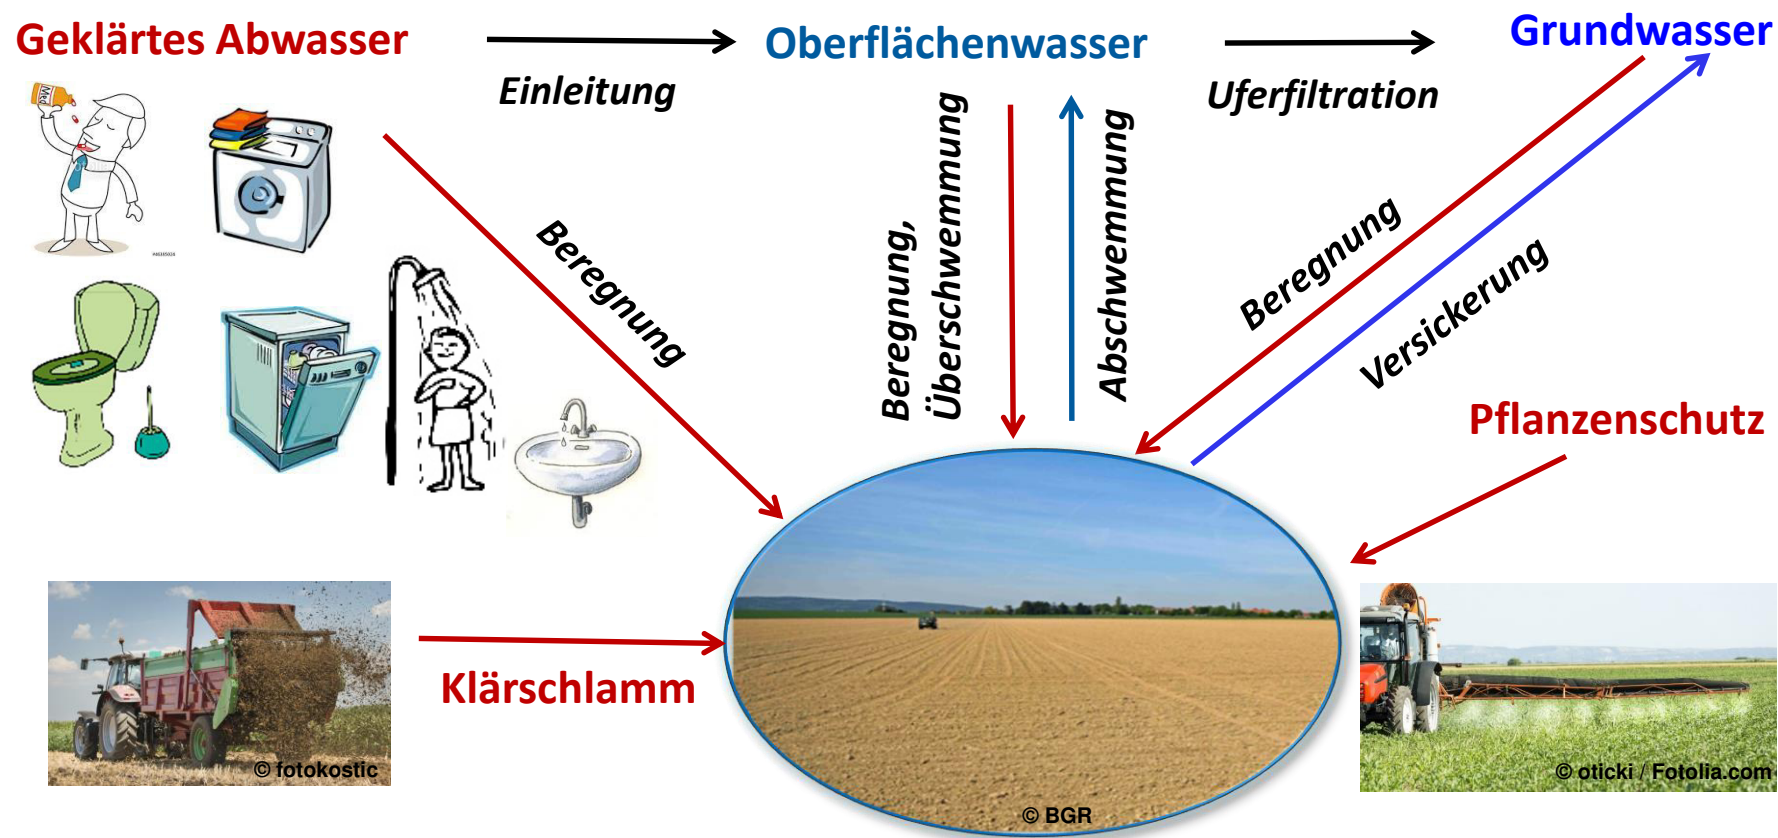 Geklärtes Abwasser
Oberflächenwasser
Grundwasser
Einleitung
Uferfiltration
Med
Beregnung
Beregnung,
Überschwemmung
Abschwemmung
Beregnung
Versickerung
Pflanzenschutz
Klärschlamm
© fotokostic
© BGR
© oticki / Fotolia.com